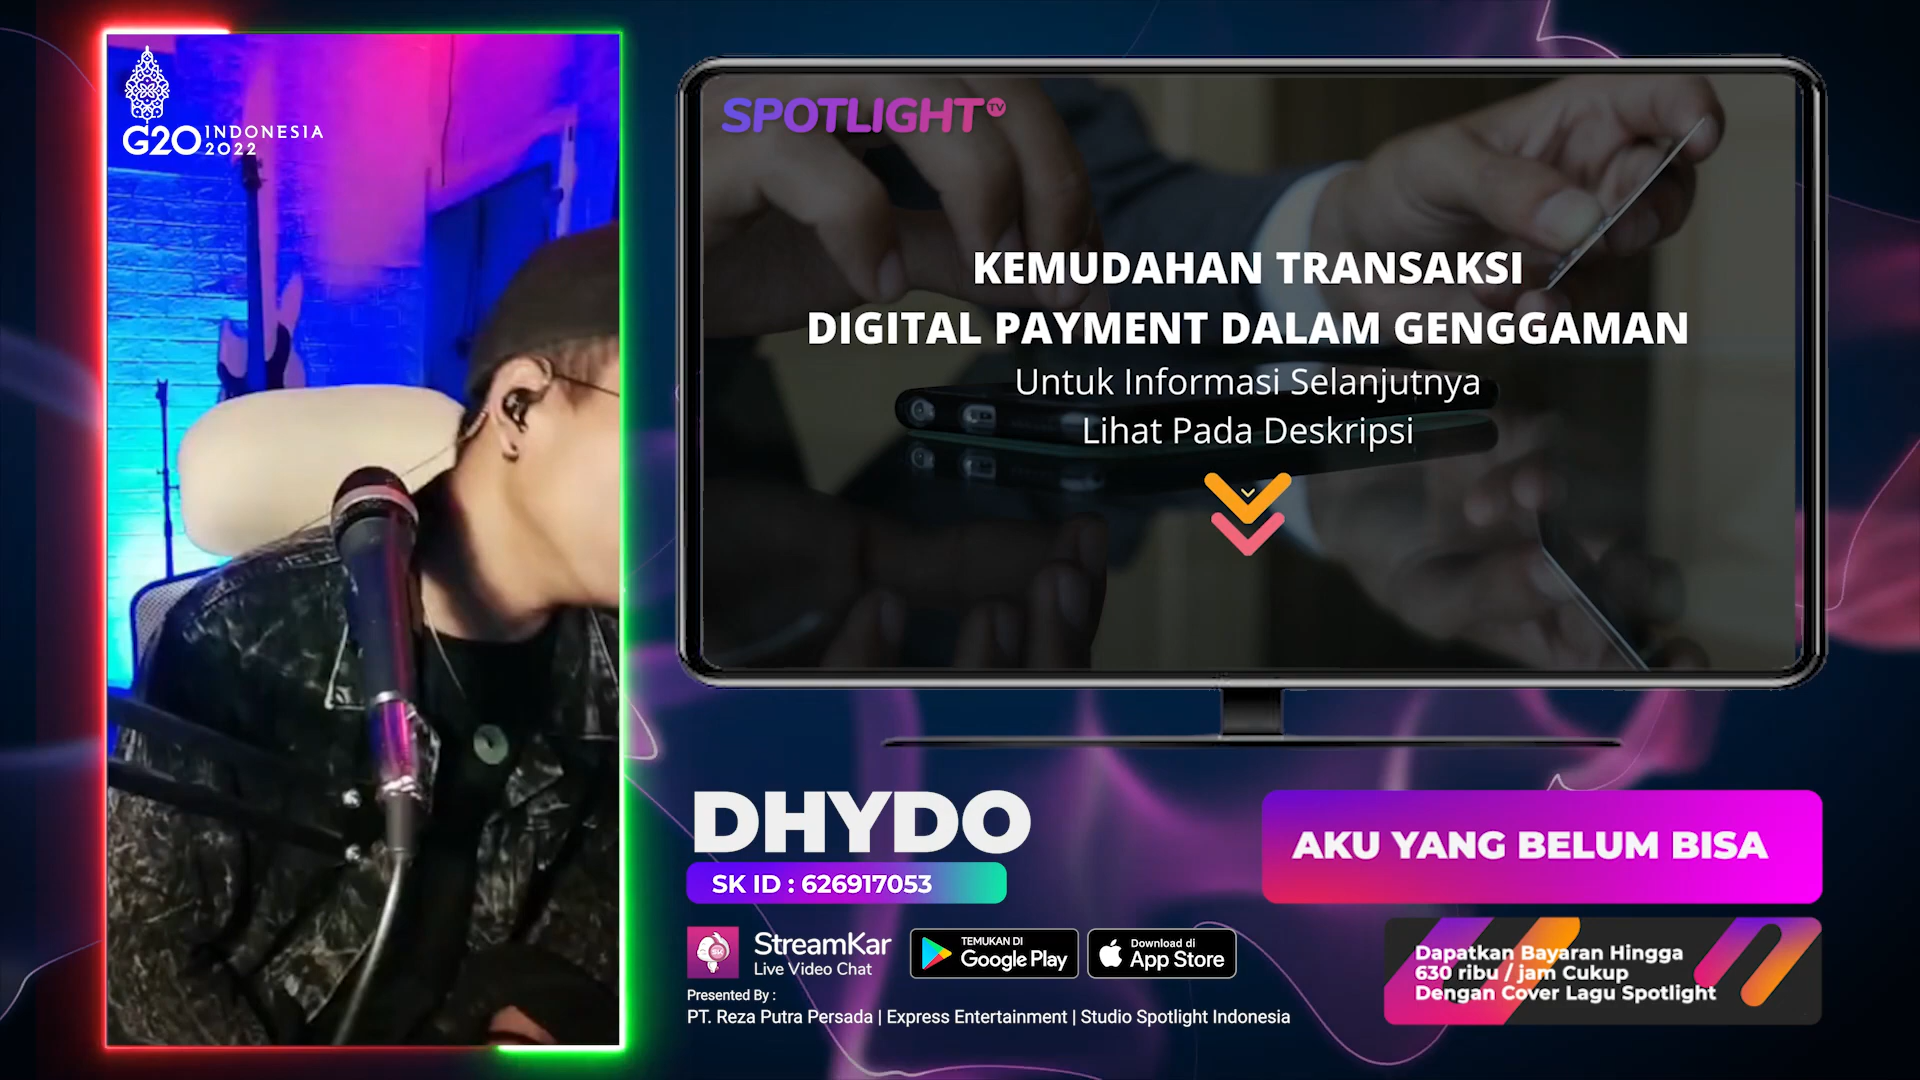 G20 INDONESIA
2022
SPOTLIGHT TV
KEMUDAHAN TRANSAKSI
DIGITAL PAYMENT DALAM GENGGAMAN
Untuk Informasi Selanjutnya
Lihat Pada Deskripsi
DHYDO
SK ID : 626917053
AKU YANG BELUM BISA
SK
StreamKar
Live Video Chat
TEMUKAN DI
Google Play
Download di
App Store
Presented By :
PT. Reza Putra Persada | Express Entertainment | Studio Spotlight Indonesia
Dapatkan Bayaran Hingga
630 ribu / jam Cukup
Dengan Cover Lagu Spotlight